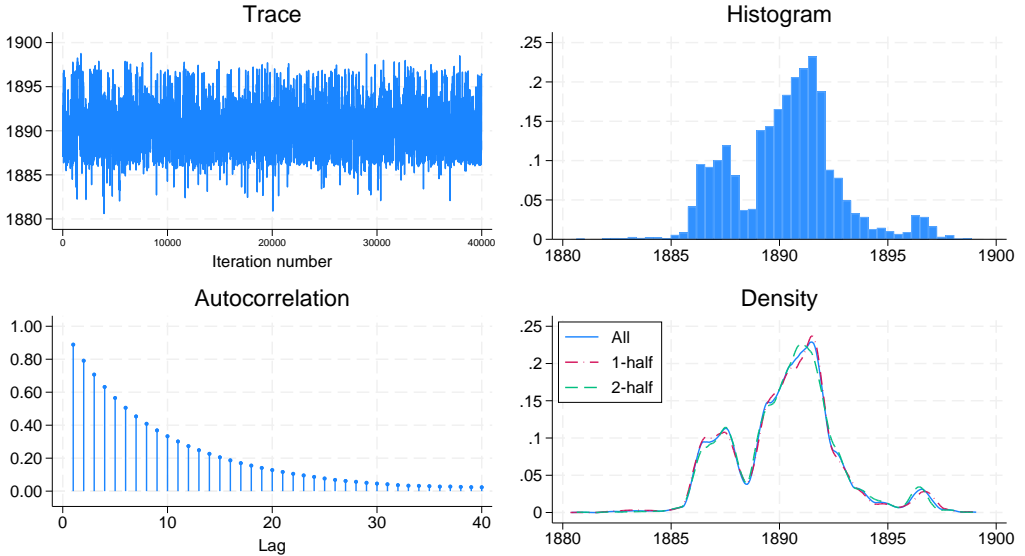 Trace
1900
1895
1890
1885
1880
0 10000 20000 30000 40000
Iteration number
Histogram
.25
.2
.15
.1
.05
0
1880 1885 1890 1895 1900
Autocorrelation
1.00
0.80
0.60
0.40
0.20
0.00
0 10 20 30 40
Lag
Density
.25
.2
.15
.1
.05
0
All
1-half
2-half
1880 1885 1890 1895 1900